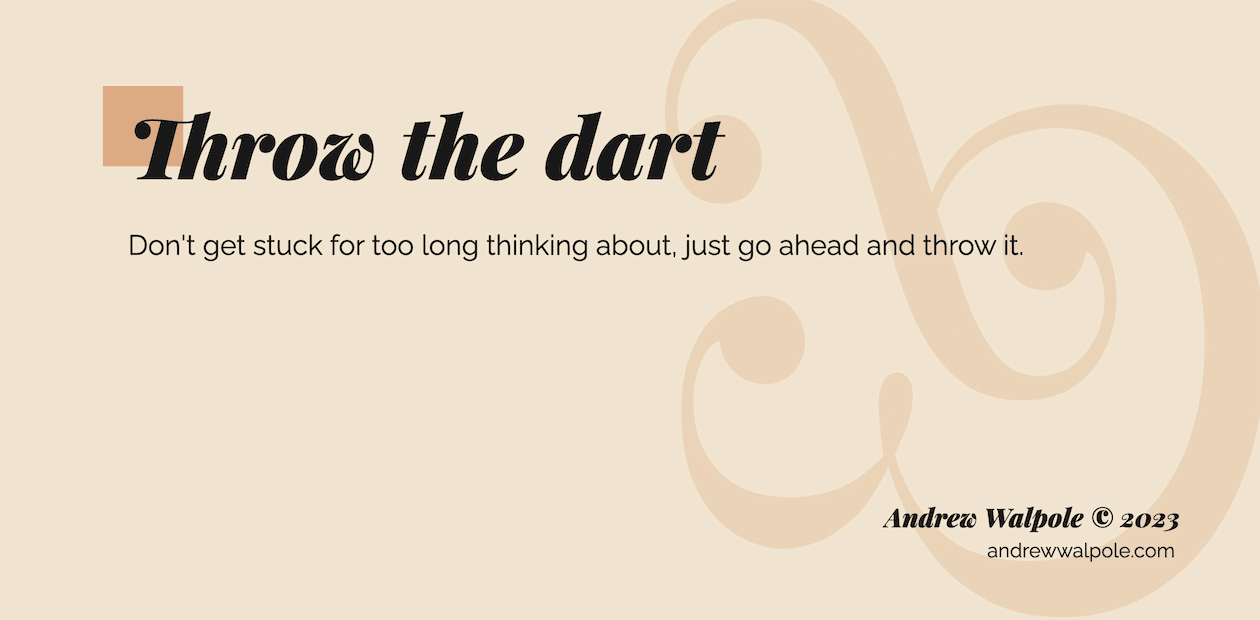 Throw the dart
Don't get stuck for too long thinking about, just go ahead and throw it.
Andrew Walpole © 2023
andrewwalpole.com